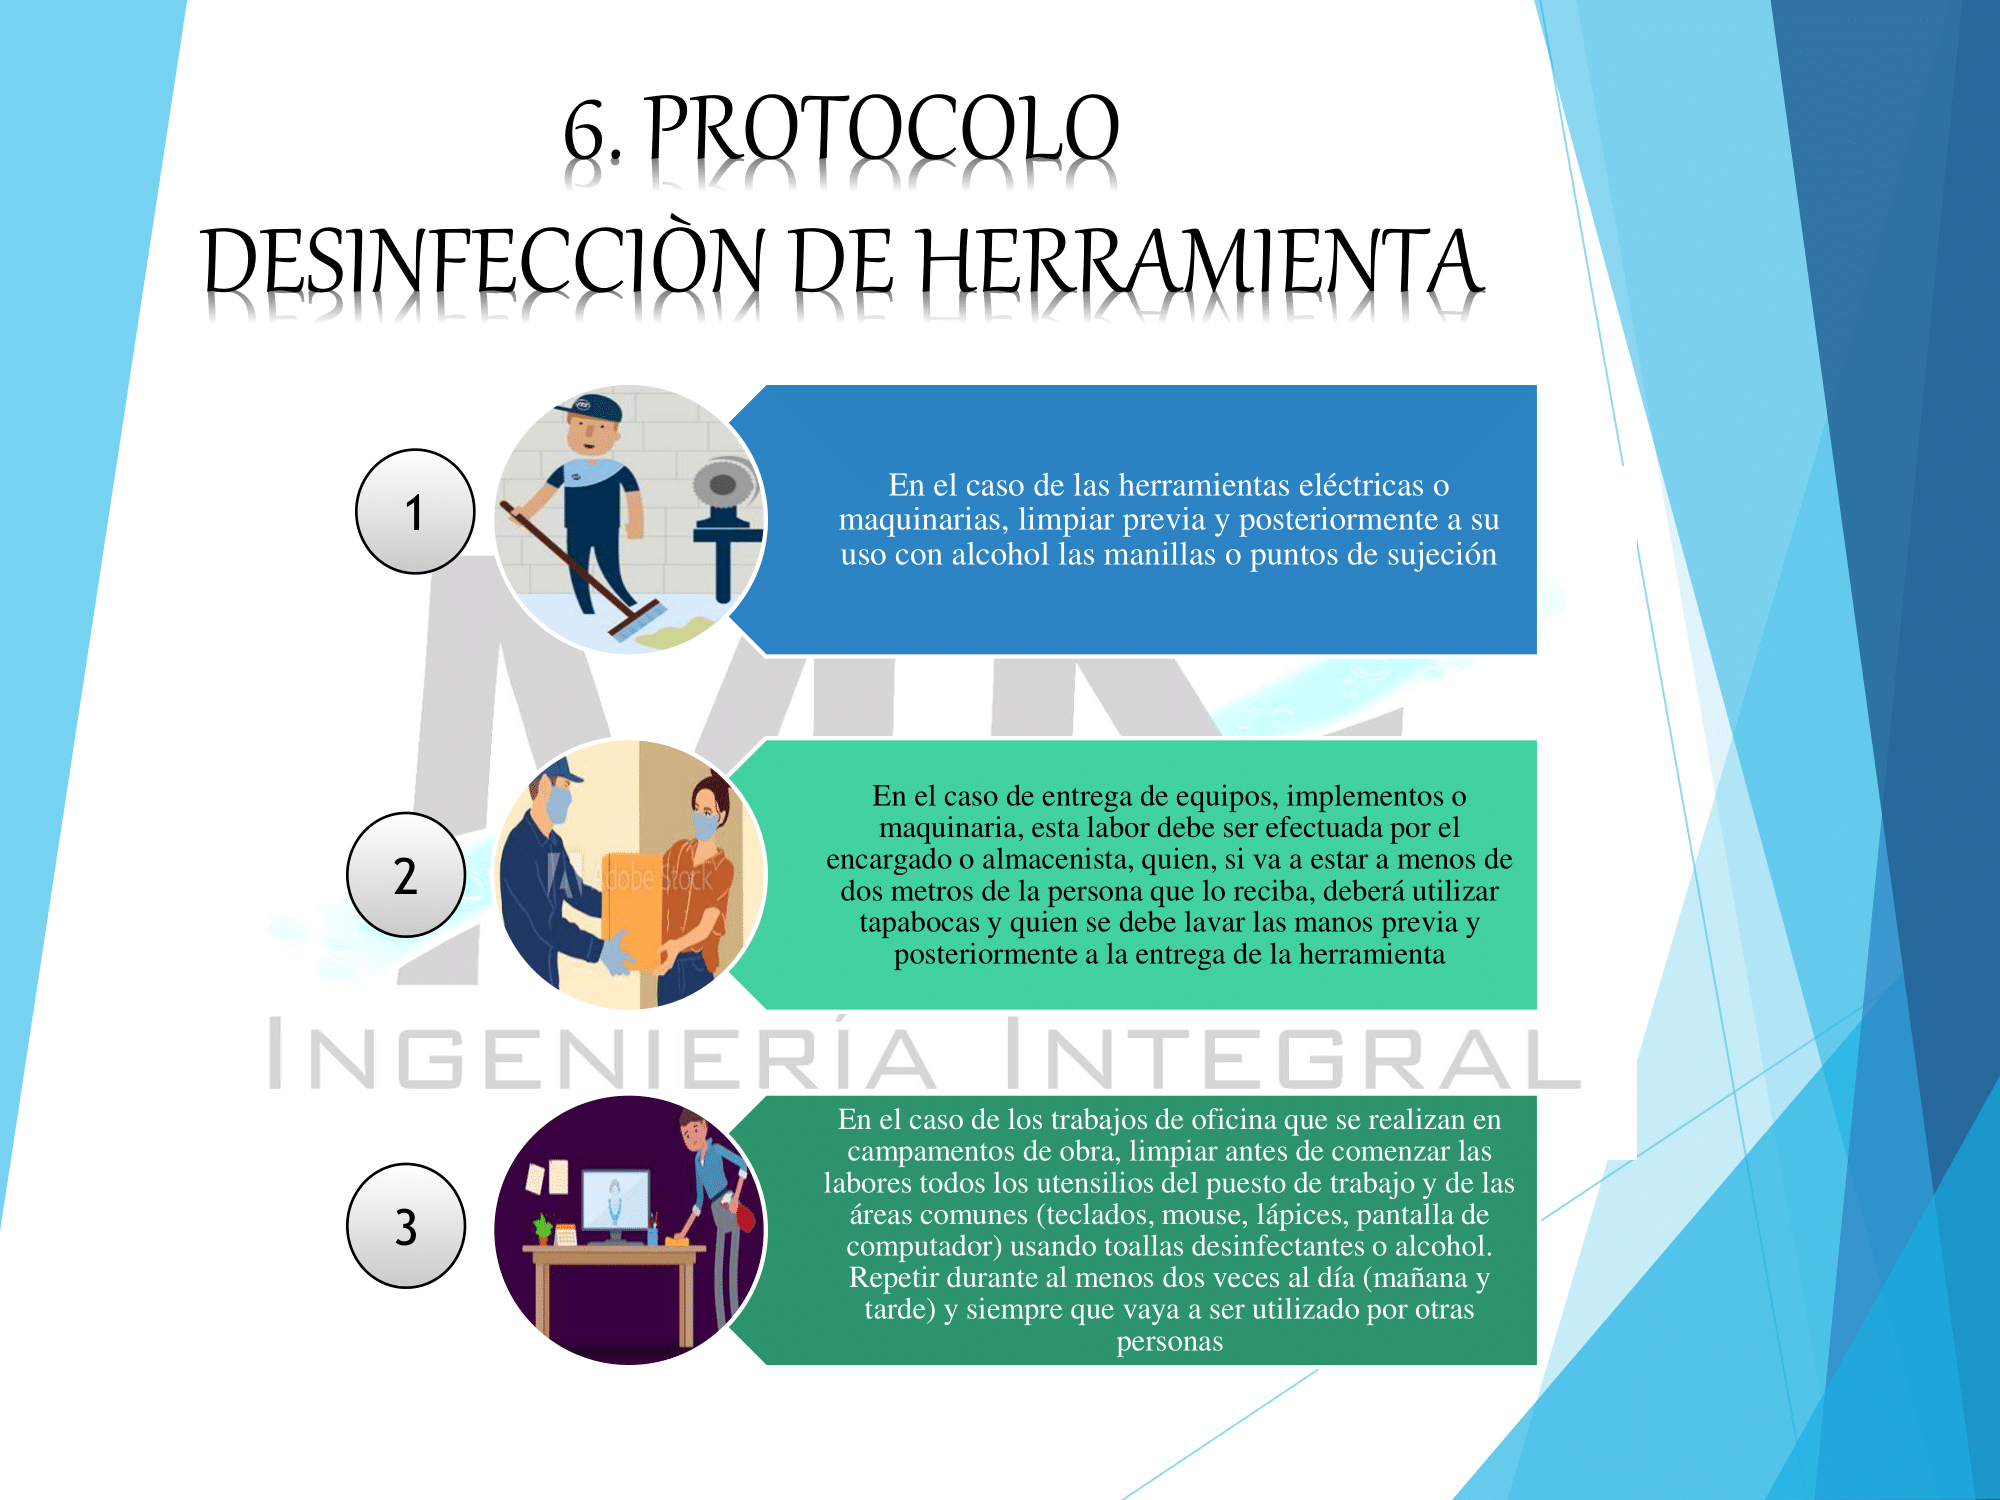 6. PROTOCOLO
DESINFECCIÒN DE HERRAMIENTA
1
En el caso de las herramientas eléctricas o
maquinarias, limpiar previa y posteriormente a su
uso con alcohol las manillas o puntos de sujeción
2
Adobe Stock
En el caso de entrega de equipos, implementos o
maquinaria, esta labor debe ser efectuada por el
encargado o almacenista, quien, si va a estar a menos de
dos metros de la persona que lo reciba, deberá utilizar
tapabocas y quien se debe lavar las manos previa y
posteriormente a la entrega de la herramienta
INGENIERÍA INTEGRAL
3
En el caso de los trabajos de oficina que se realizan en
campamentos de obra, limpiar antes de comenzar las
labores todos los utensilios del puesto de trabajo y de las
áreas comunes (teclados, mouse, lápices, pantalla de
computador) usando toallas desinfectantes o alcohol.
Repetir durante al menos dos veces al día (mañana y
tarde) y siempre que vaya a ser utilizado por otras
personas